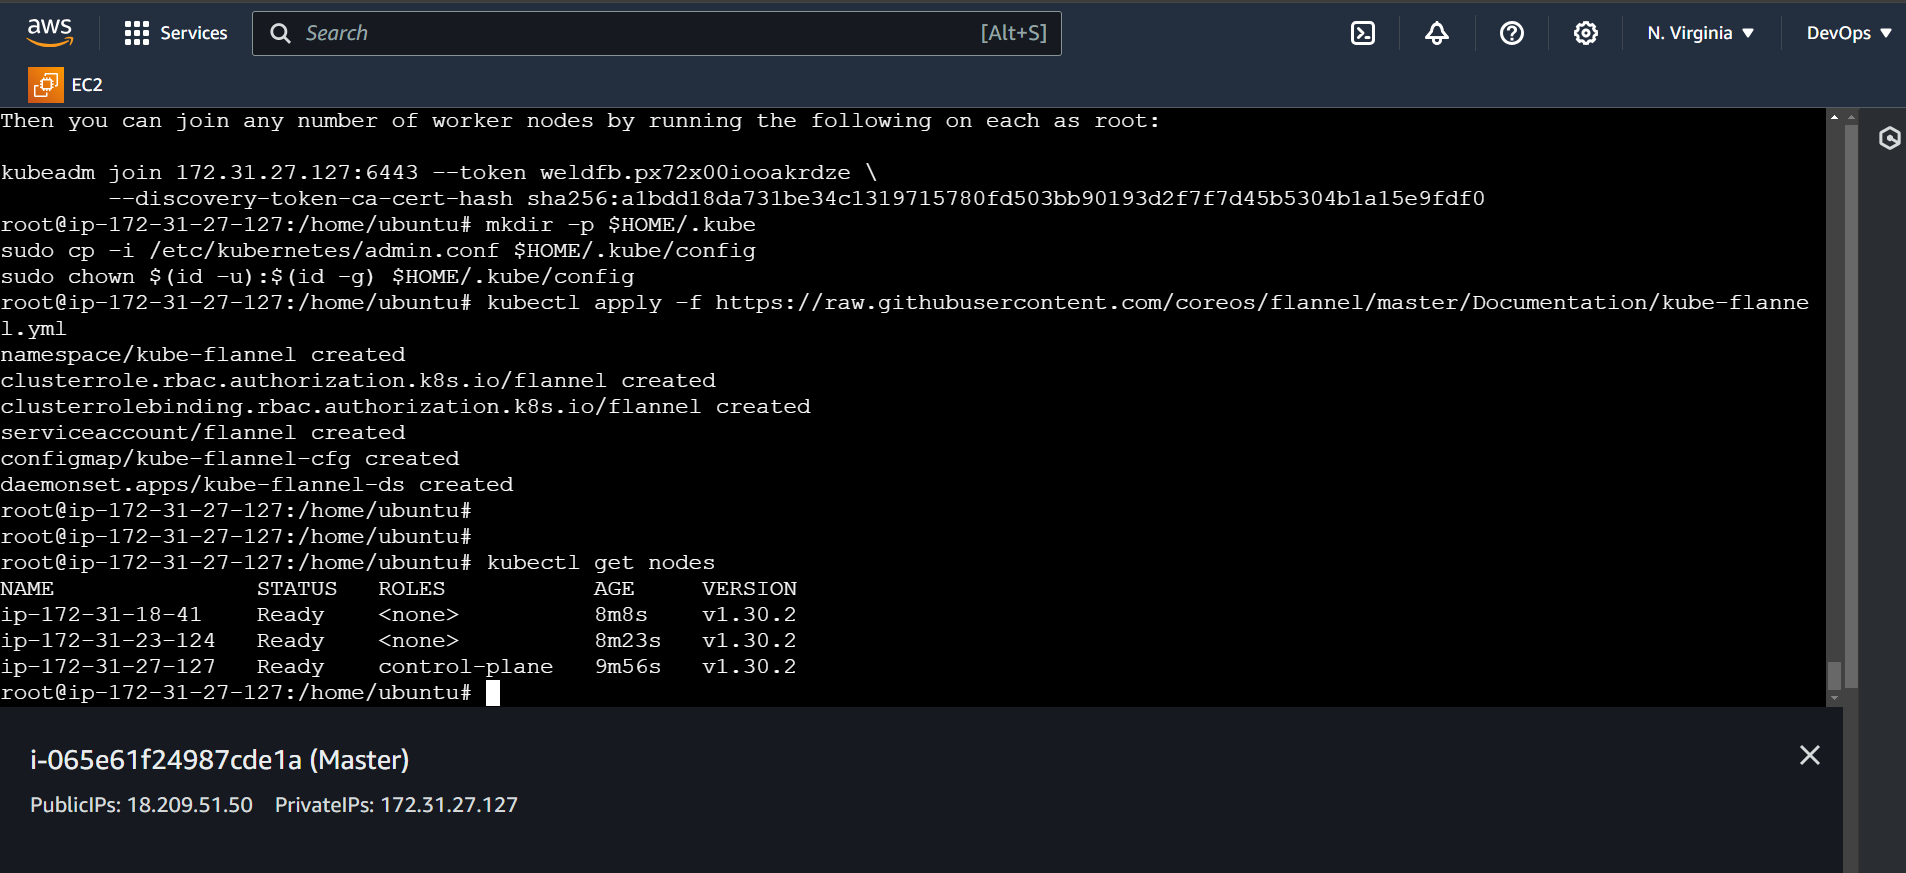 aws
Services
Search [Alt+S]
N. Virginia
DevOps
EC2
Then you can join any number of worker nodes by running the following on each as root:
kubeadm join 172.31.27.127:6443 --token weldfb.px72x00iooakrdze \
--discovery-token-ca-cert-hash sha256:a1bdd18da731be34c1319715780fd503bb90193d2f7f7d45b5304b1a15e9fdf0
root@ip-172-31-27-127:/home/ubuntu# mkdir -p $HOME/.kube
sudo cp -i /etc/kubernetes/admin.conf $HOME/.kube/config
sudo chown $(id -u):$(id -g) $HOME/.kube/config
root@ip-172-31-27-127:/home/ubuntu# kubectl apply -f https://raw.githubusercontent.com/coreos/flannel/master/Documentation/kube-flanne
l.yml
namespace/kube-flannel created
clusterrole.rbac.authorization.k8s.io/flannel created
clusterrolebinding.rbac.authorization.k8s.io/flannel created
serviceaccount/flannel created
configmap/kube-flannel-cfg created
daemonset.apps/kube-flannel-ds created
root@ip-172-31-27-127:/home/ubuntu#
root@ip-172-31-27-127:/home/ubuntu#
root@ip-172-31-27-127:/home/ubuntu# kubectl get nodes
NAME STATUS ROLES AGE VERSION
ip-172-31-18-41 Ready <none> 8m8s v1.30.2
ip-172-31-23-124 Ready <none> 8m23s v1.30.2
ip-172-31-27-127 Ready control-plane 9m56s v1.30.2
root@ip-172-31-27-127:/home/ubuntu#
i-065e61f24987cde1a (Master)
PublicIPs: 18.209.51.50 PrivateIPs: 172.31.27.127